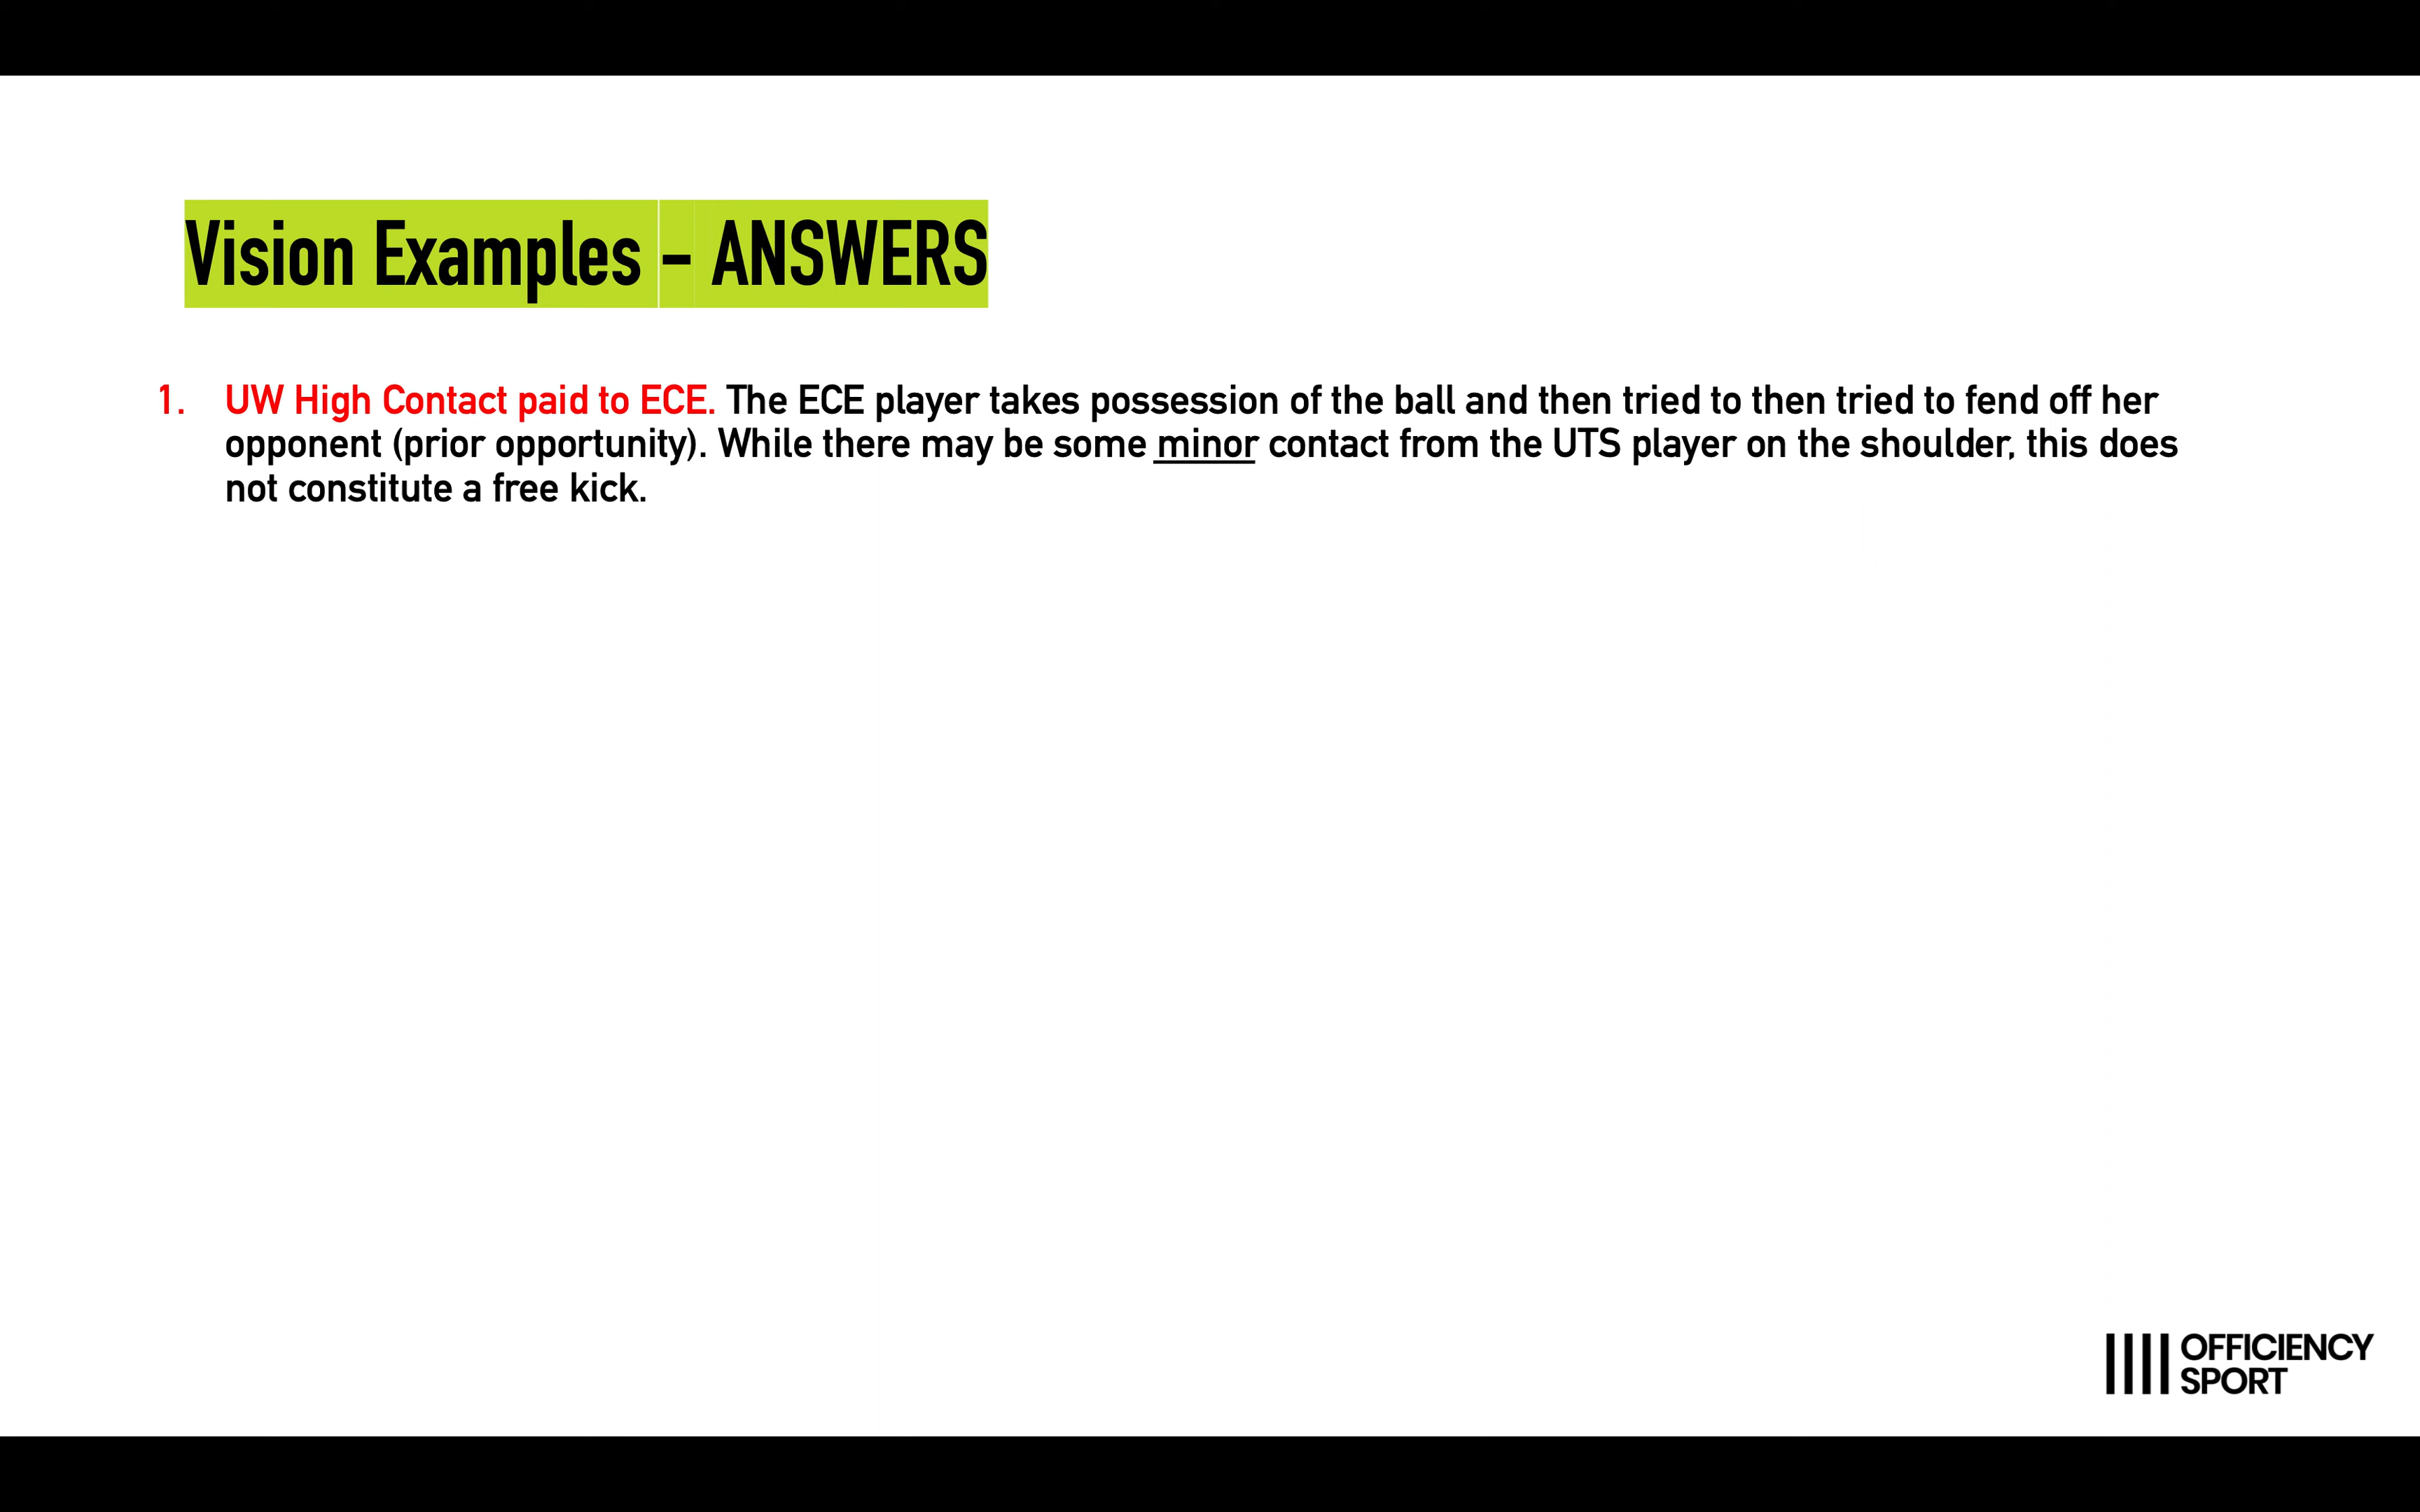 Vision Examples – ANSWERS
1. UW High Contact paid to ECE. The ECE player takes possession of the ball and then tried to then tried to fend off her
opponent (prior opportunity). While there may be some minor contact from the UTS player on the shoulder, this does
not constitute a free kick.
OFFICIENCY
SPORT